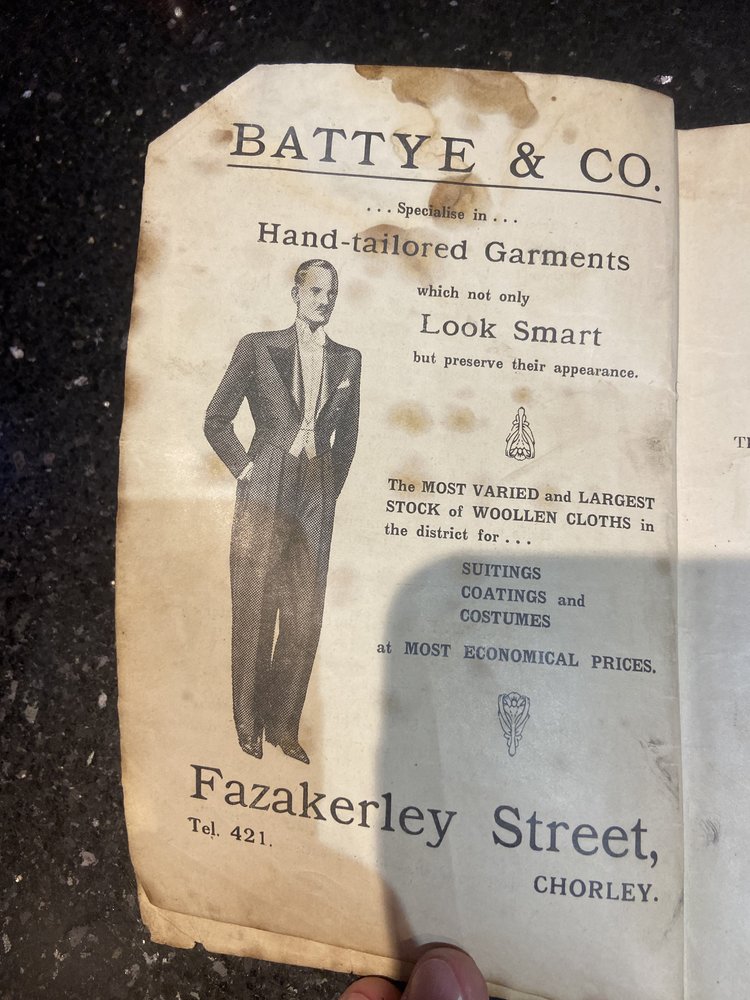 BATTYE & CO.
. . . Specialise in . . .
Hand-tailored Garments
which not only
Look Smart
but preserve their appearance.
The MOST VARIED and LARGEST
STOCK of WOOLLEN CLOTHS in
the district for . . .
SUITINGS
COATINGS and
COSTUMES
at MOST ECONOMICAL PRICES.
Fazakerley Street,
Tel. 421.
CHORLEY.